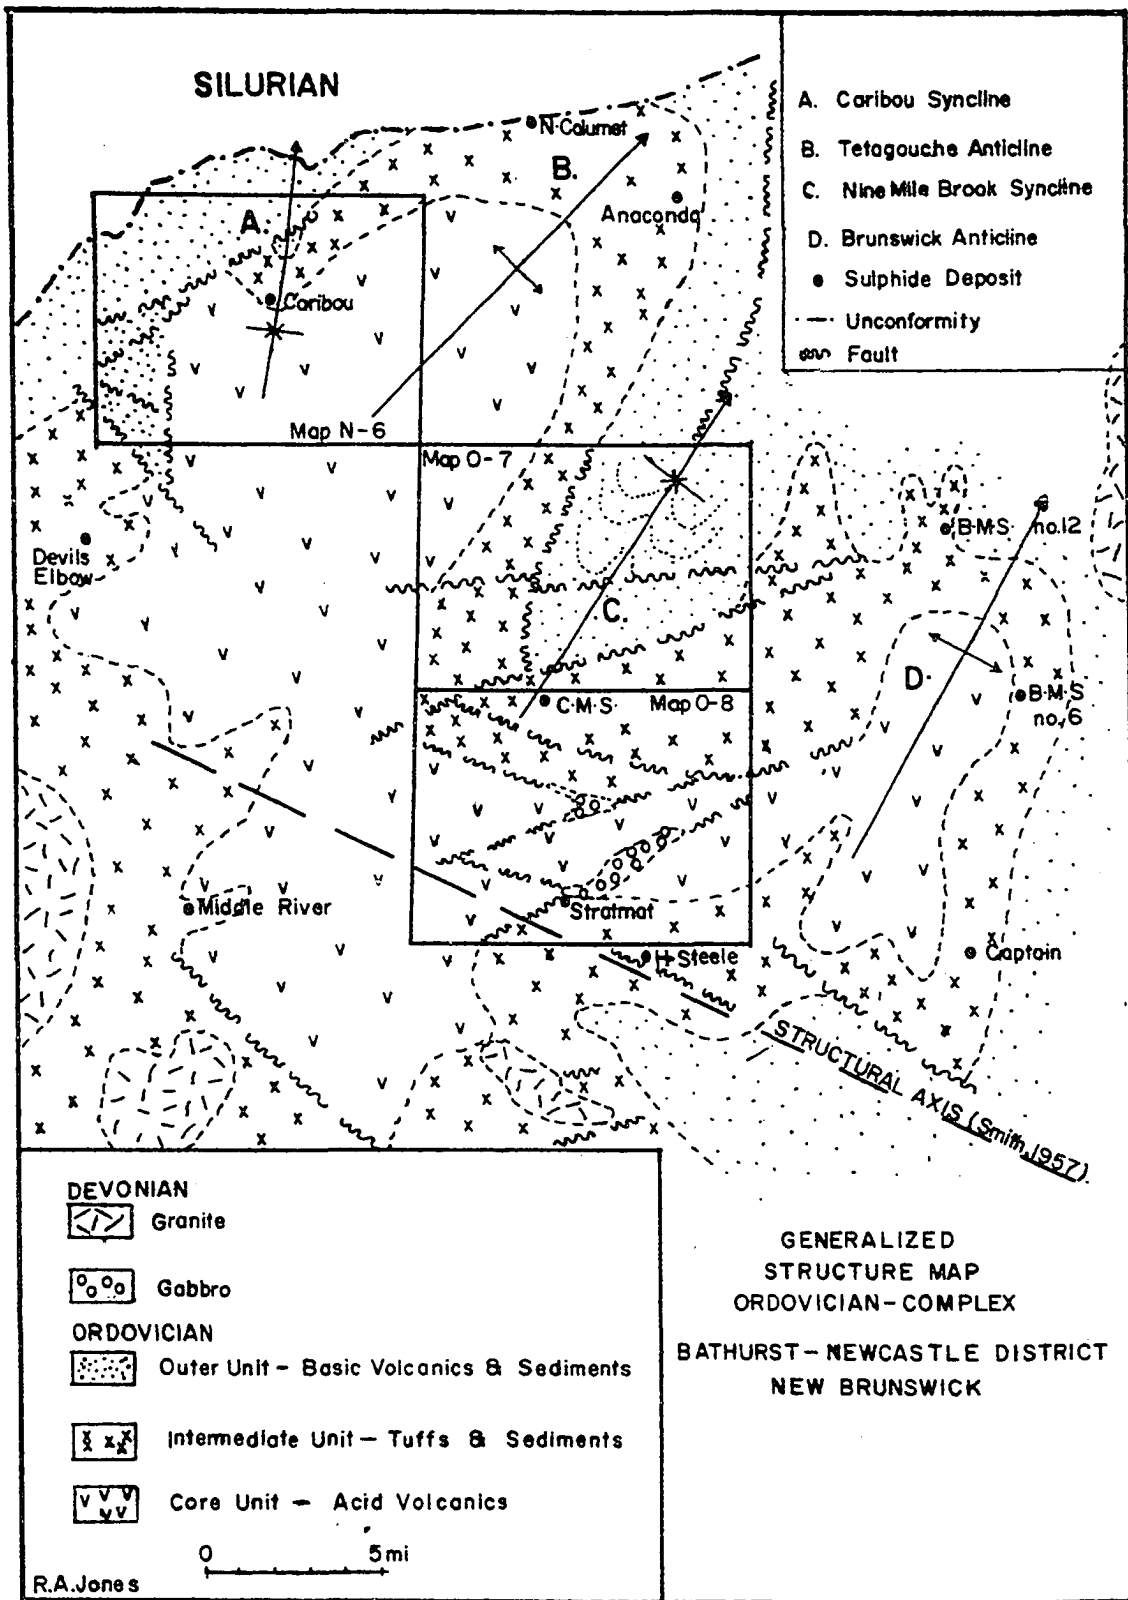 SILURIAN
A. Caribou Syncline
B. Tetagouche Anticline
C. Nine Mile Brook Syncline
D. Brunswick Anticline
Sulphide Deposit
Unconformity
Fault
N. Calumet
B.
Anaconda
A
Caribou
Map N-6
Map O-7
Devils
Elbow
B.M.S. no.12
C.
D.
B.M.S
no. 6
C.M.S.
Map O-8
Middle River
Stratmat
H. Steele
Captain
STRUCTURAL AXIS (Smith, 1957).
DEVONIAN
Granite
Gabbro
ORDOVICIAN
Outer Unit - Basic Volcanics & Sediments
Intermediate Unit - Tuffs & Sediments
Core Unit - Acid Volcanics
0 5 mi
R.A.Jones
GENERALIZED
STRUCTURE MAP
ORDOVICIAN-COMPLEX
BATHURST-NEWCASTLE DISTRICT
NEW BRUNSWICK